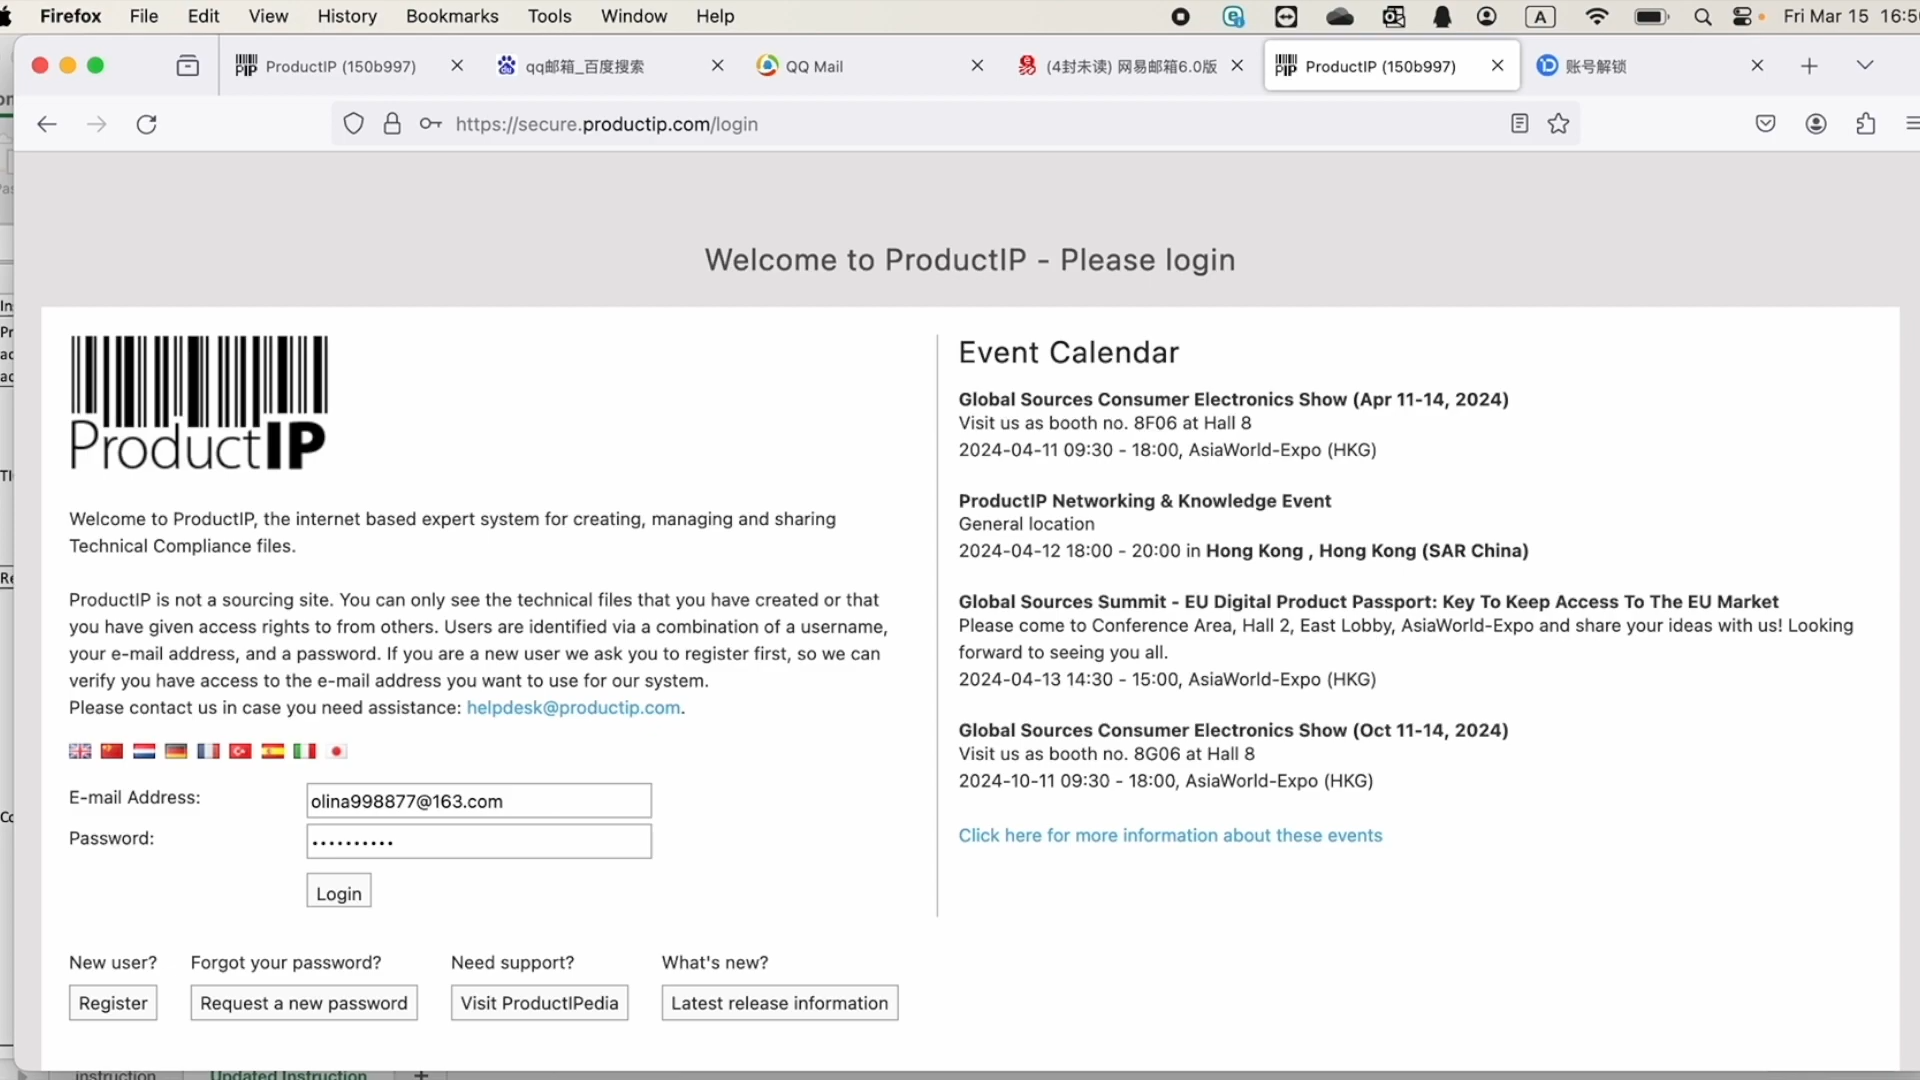 Firefox File Edit View History Bookmarks Tools Window Help A Fri Mar 15 16:5
ProductIP (150b997) qq邮箱_百度搜索 QQ Mail (4封未读) 网易邮箱6.0版 ProductIP (150b997) 账号解锁
https://secure.productip.com/login
Welcome to ProductIP - Please login
ProductIP
Welcome to ProductIP, the internet based expert system for creating, managing and sharing
Technical Compliance files.
ProductIP is not a sourcing site. You can only see the technical files that you have created or that
you have given access rights to from others. Users are identified via a combination of a username,
your e-mail address, and a password. If you are a new user we ask you to register first, so we can
verify you have access to the e-mail address you want to use for our system.
Please contact us in case you need assistance: helpdesk@productip.com.
E-mail Address: olina998877@163.com
Password: ••••••••••
Login
New user? Forgot your password? Need support? What's new?
Register Request a new password Visit ProductIPedia Latest release information
Event Calendar
Global Sources Consumer Electronics Show (Apr 11-14, 2024)
Visit us as booth no. 8F06 at Hall 8
2024-04-11 09:30 - 18:00, AsiaWorld-Expo (HKG)
ProductIP Networking & Knowledge Event
General location
2024-04-12 18:00 - 20:00 in Hong Kong , Hong Kong (SAR China)
Global Sources Summit - EU Digital Product Passport: Key To Keep Access To The EU Market
Please come to Conference Area, Hall 2, East Lobby, AsiaWorld-Expo and share your ideas with us! Looking
forward to seeing you all.
2024-04-13 14:30 - 15:00, AsiaWorld-Expo (HKG)
Global Sources Consumer Electronics Show (Oct 11-14, 2024)
Visit us as booth no. 8G06 at Hall 8
2024-10-11 09:30 - 18:00, AsiaWorld-Expo (HKG)
Click here for more information about these events
instruction Updated Instruction